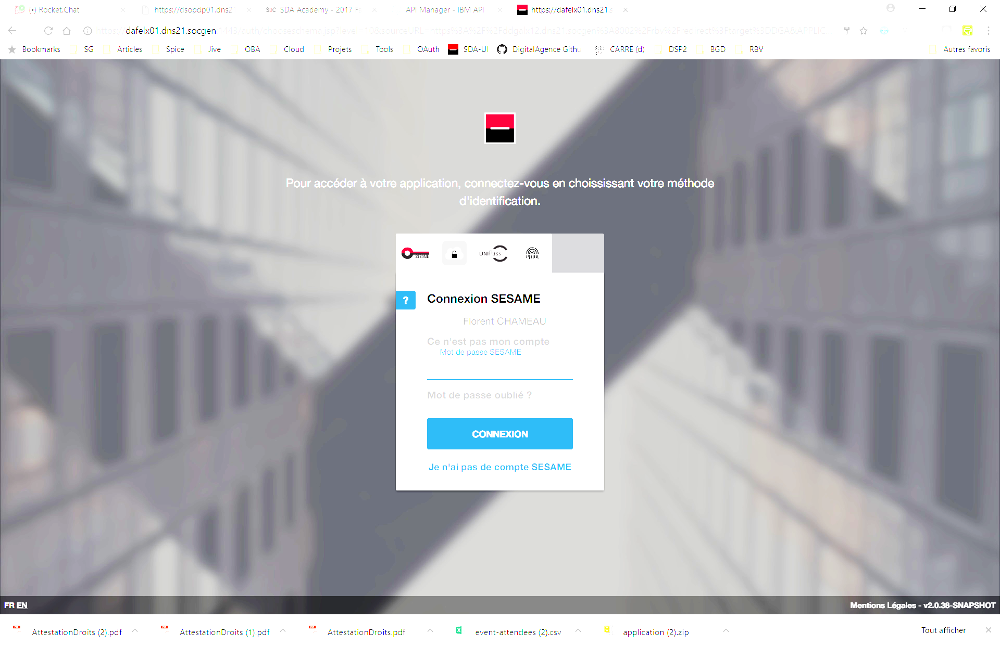 (•) Rocket.Chat
https://dsopdp01.dns2
SDA Academy - 2017 F
API Manager - IBM API
https://dafelx01.dns21.s
https://dafelx01.dns21.socgen:1443/auth/chooseschema.jsp?level=10&sourceURL=https%3A%2F%2Fddgalx12.dns21.socgen%3A8002%2Frbv%2Fredirect%3Ftarget%3DDGA&APPLIC...
Bookmarks
SG
Articles
Spice
Jive
OBA
Cloud
Projets
Tools
OAuth
SDA-UI
DigitalAgence Githu
CARRE (d)
DSP2
BGD
RBV
Autres favoris
Pour accéder à votre application, connectez-vous en choississant votre méthode
d'identification.
SESAME
UNIPass
?
Connexion SESAME
Florent CHAMEAU
Ce n'est pas mon compte
Mot de passe SESAME
Mot de passe oublié ?
CONNEXION
Je n'ai pas de compte SESAME
FR EN
Mentions Légales - v2.0.38-SNAPSHOT
AttestationDroits (2).pdf
AttestationDroits (1).pdf
AttestationDroits.pdf
event-attendees (2).csv
application (2).zip
Tout afficher